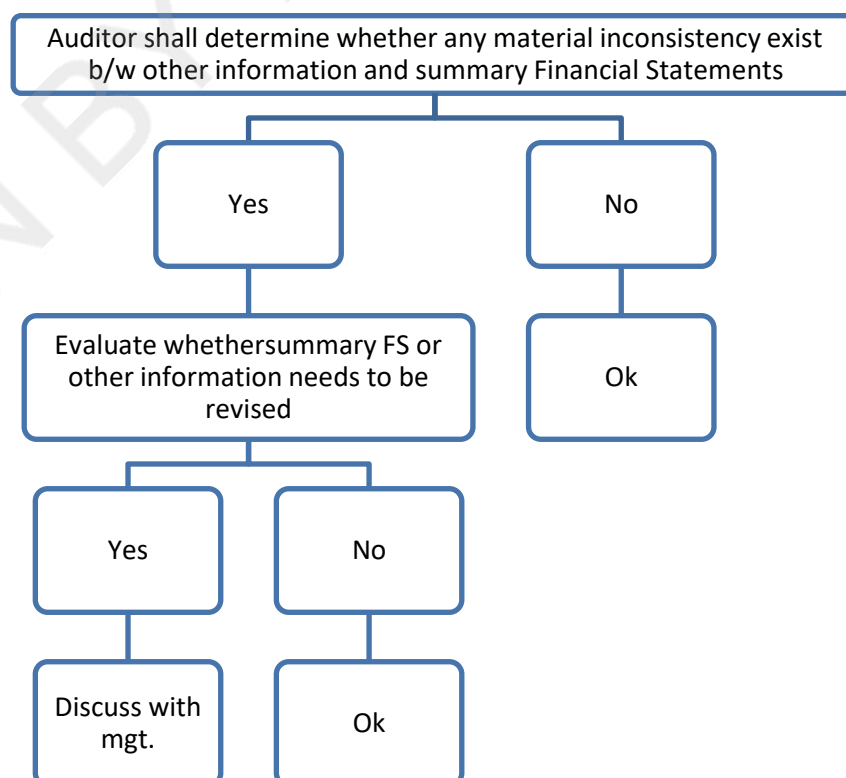 Auditor shall determine whether any material inconsistency exist
b/w other information and summary Financial Statements
Yes
No
Evaluate whethersummary FS or
other information needs to be
revised
Ok
Yes
No
Discuss with
mgt.
Ok